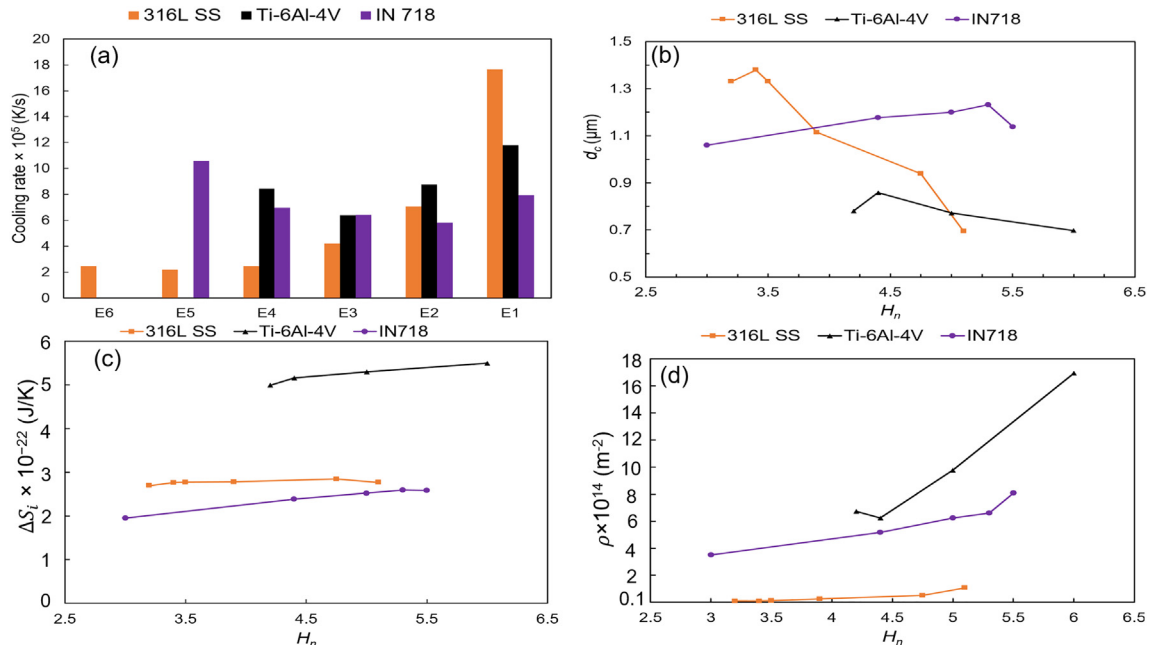 316L SS Ti-6Al-4V IN 718
(a)
Cooling rate × 10⁵ (K/s)
20
18
16
14
12
10
8
6
4
2
0
E6 E5 E4 E3 E2 E1
316L SS Ti-6Al-4V IN718
(b)
d_c (μm)
1.5
1.3
1.1
0.9
0.7
0.5
2.5 3.5 4.5 5.5 6.5
H_n
316L SS Ti-6Al-4V IN718
(c)
ΔS_i × 10⁻²² (J/K)
6
5
4
3
2
1
0
2.5 3.5 4.5 5.5 6.5
H_n
316L SS Ti-6Al-4V IN718
(d)
ρ×10¹⁴ (m⁻²)
18
16
14
12
10
8
6
4
2
0.1
2.5 3 3.5 4 4.5 5 5.5 6 6.5
H_n